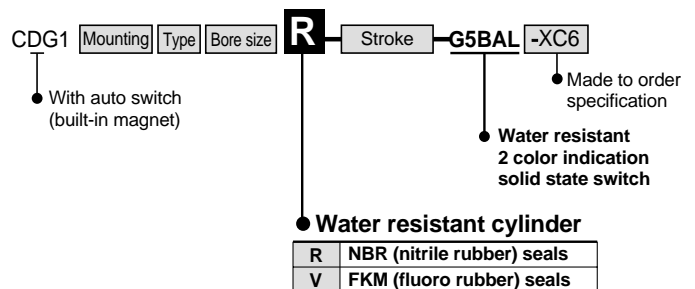 CDG1 Mounting Type Bore size R Stroke G5BAL -XC6
With auto switch
(built-in magnet)
Made to order
specification
Water resistant
2 color indication
solid state switch
Water resistant cylinder
R NBR (nitrile rubber) seals
V FKM (fluoro rubber) seals